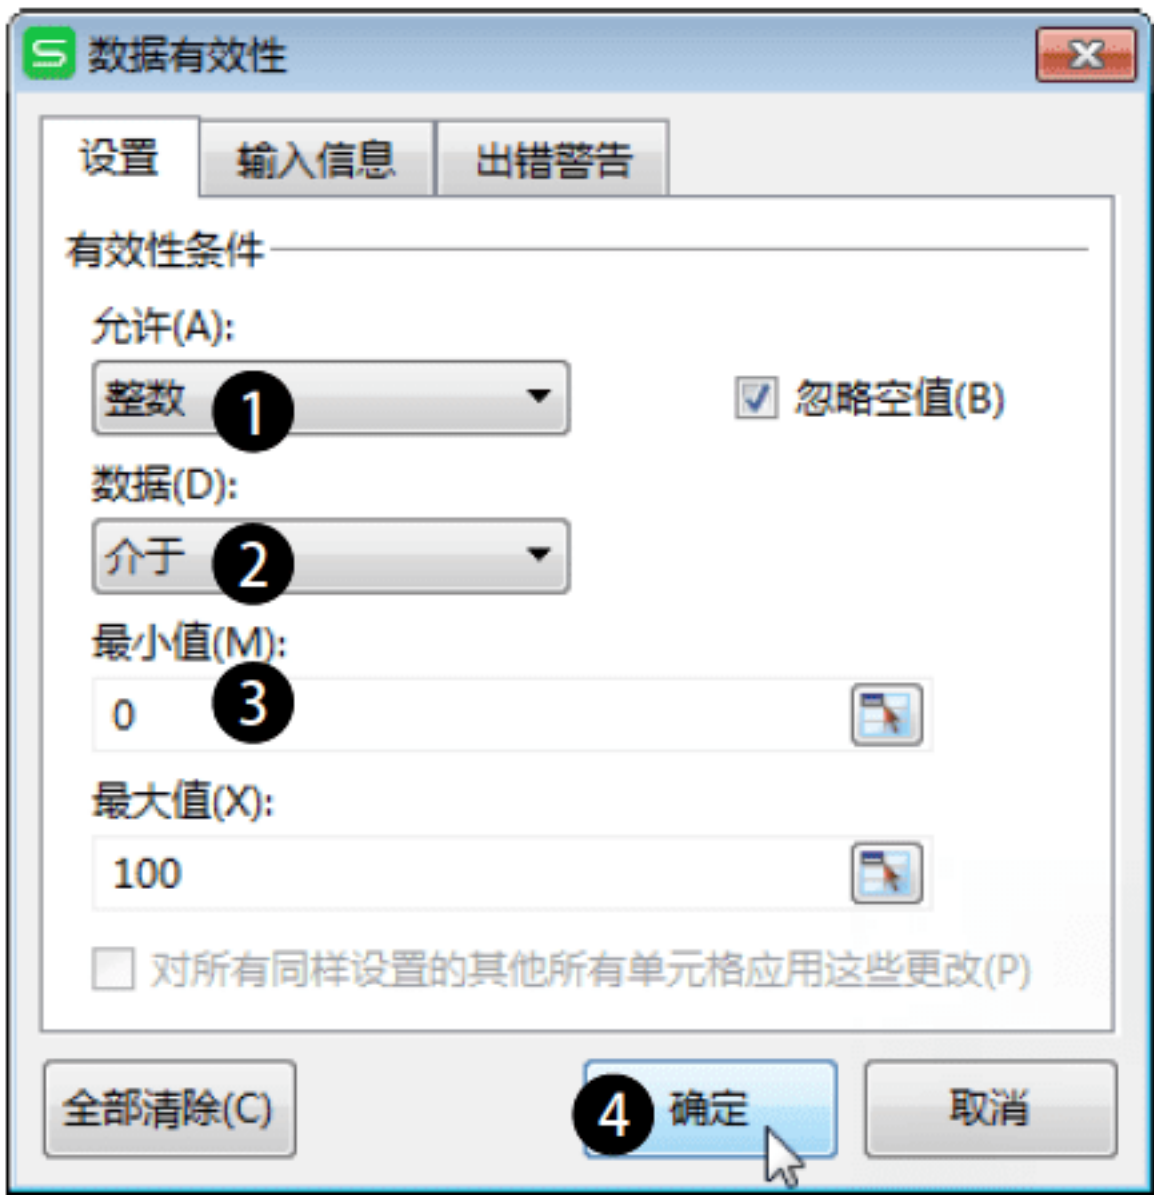 数据有效性
设置 输入信息 出错警告
有效性条件
允许(A):
整数 1 忽略空值(B)
数据(D):
介于 2
最小值(M):
0 3
最大值(X):
100
对所有同样设置的其他所有单元格应用这些更改(P)
全部清除(C) 4 确定 取消